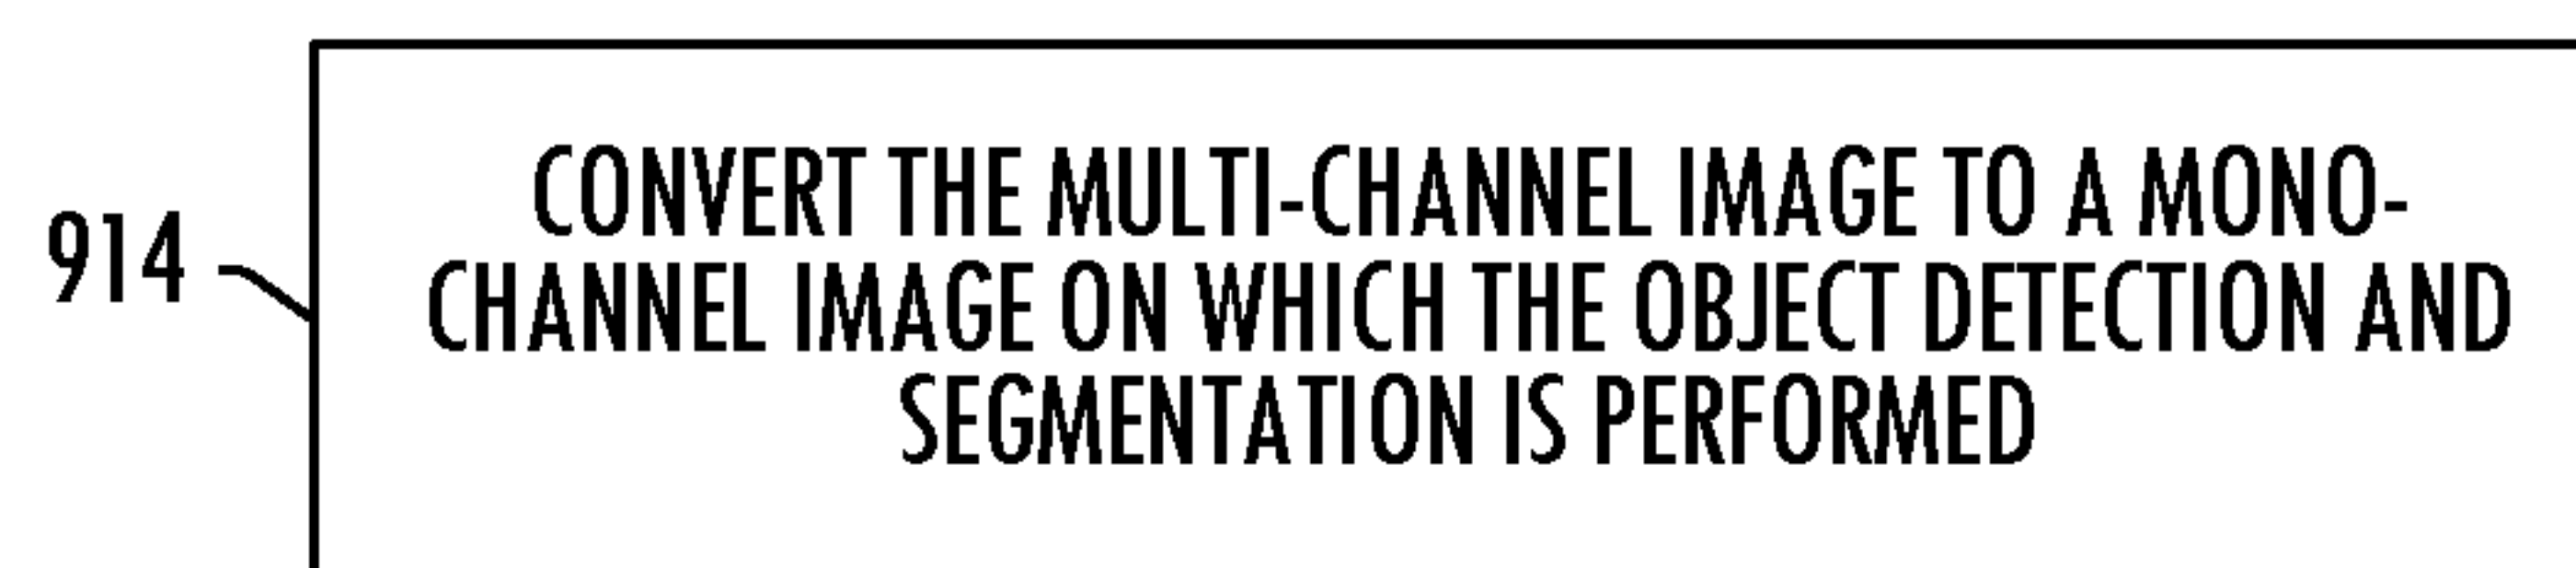 CONVERT THE MULTI-CHANNEL IMAGE TO A MONO-
914
CHANNEL IMAGE ON WHICH THE OBJECT DETECTION AND
SEGMENTATION IS PERFORMED